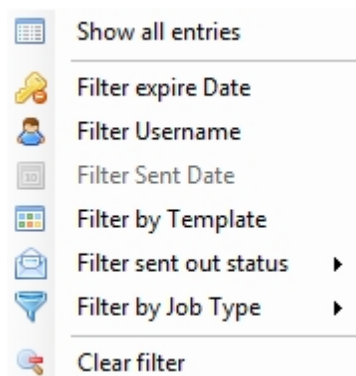 Show all entries
Filter expire Date
Filter Username
Filter Sent Date
Filter by Template
Filter sent out status
Filter by Job Type
Clear filter